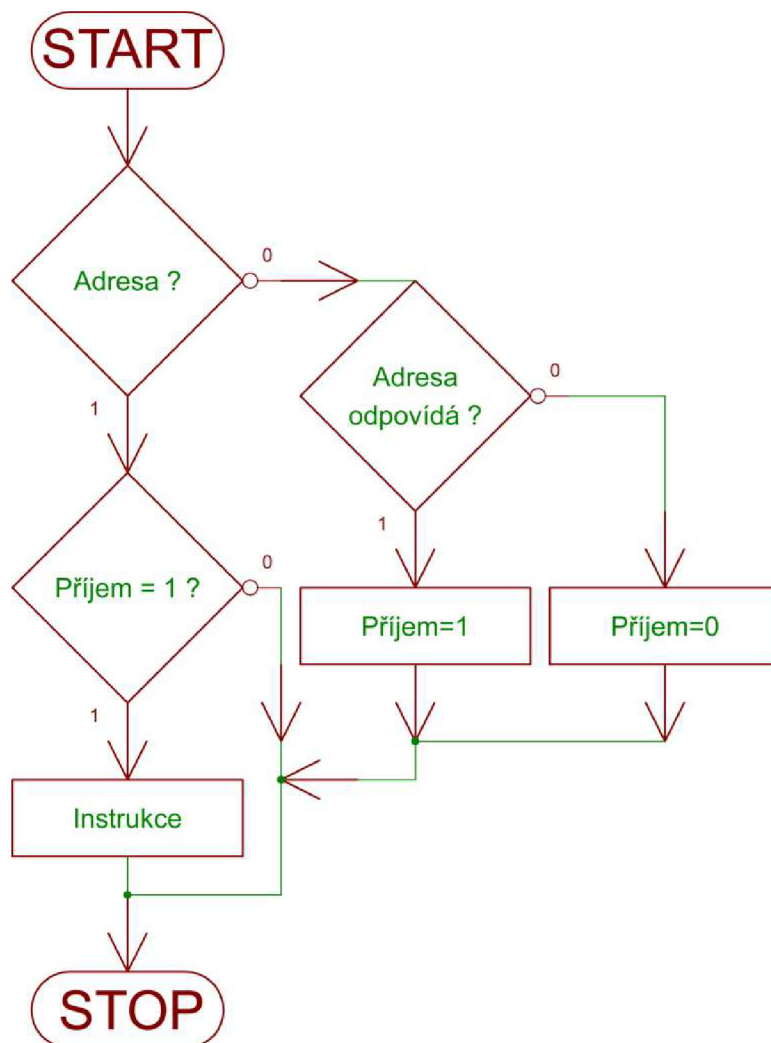 START
Adresa ?
0
1
Adresa
odpovídá ?
0
1
Příjem = 1 ?
0
1
Příjem=1
Příjem=0
Instrukce
STOP